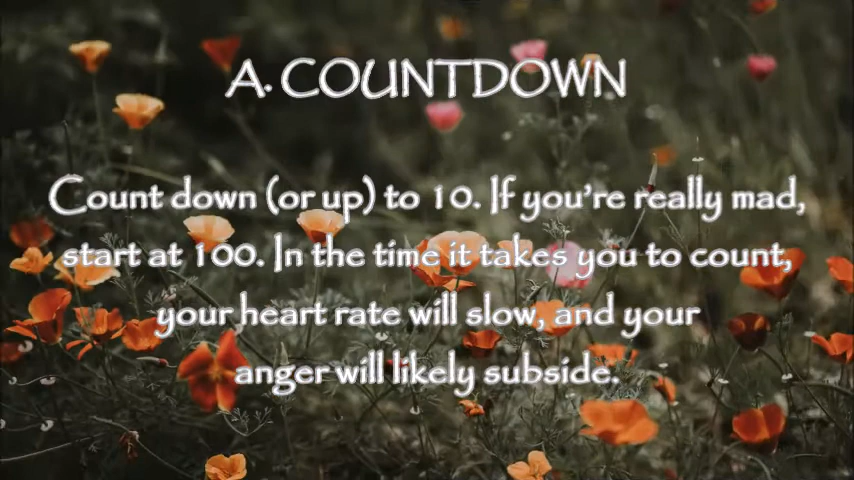 A. COUNTDOWN
Count down (or up) to 10. If you’re really mad,
start at 100. In the time it takes you to count,
your heart rate will slow, and your
anger will likely subside.